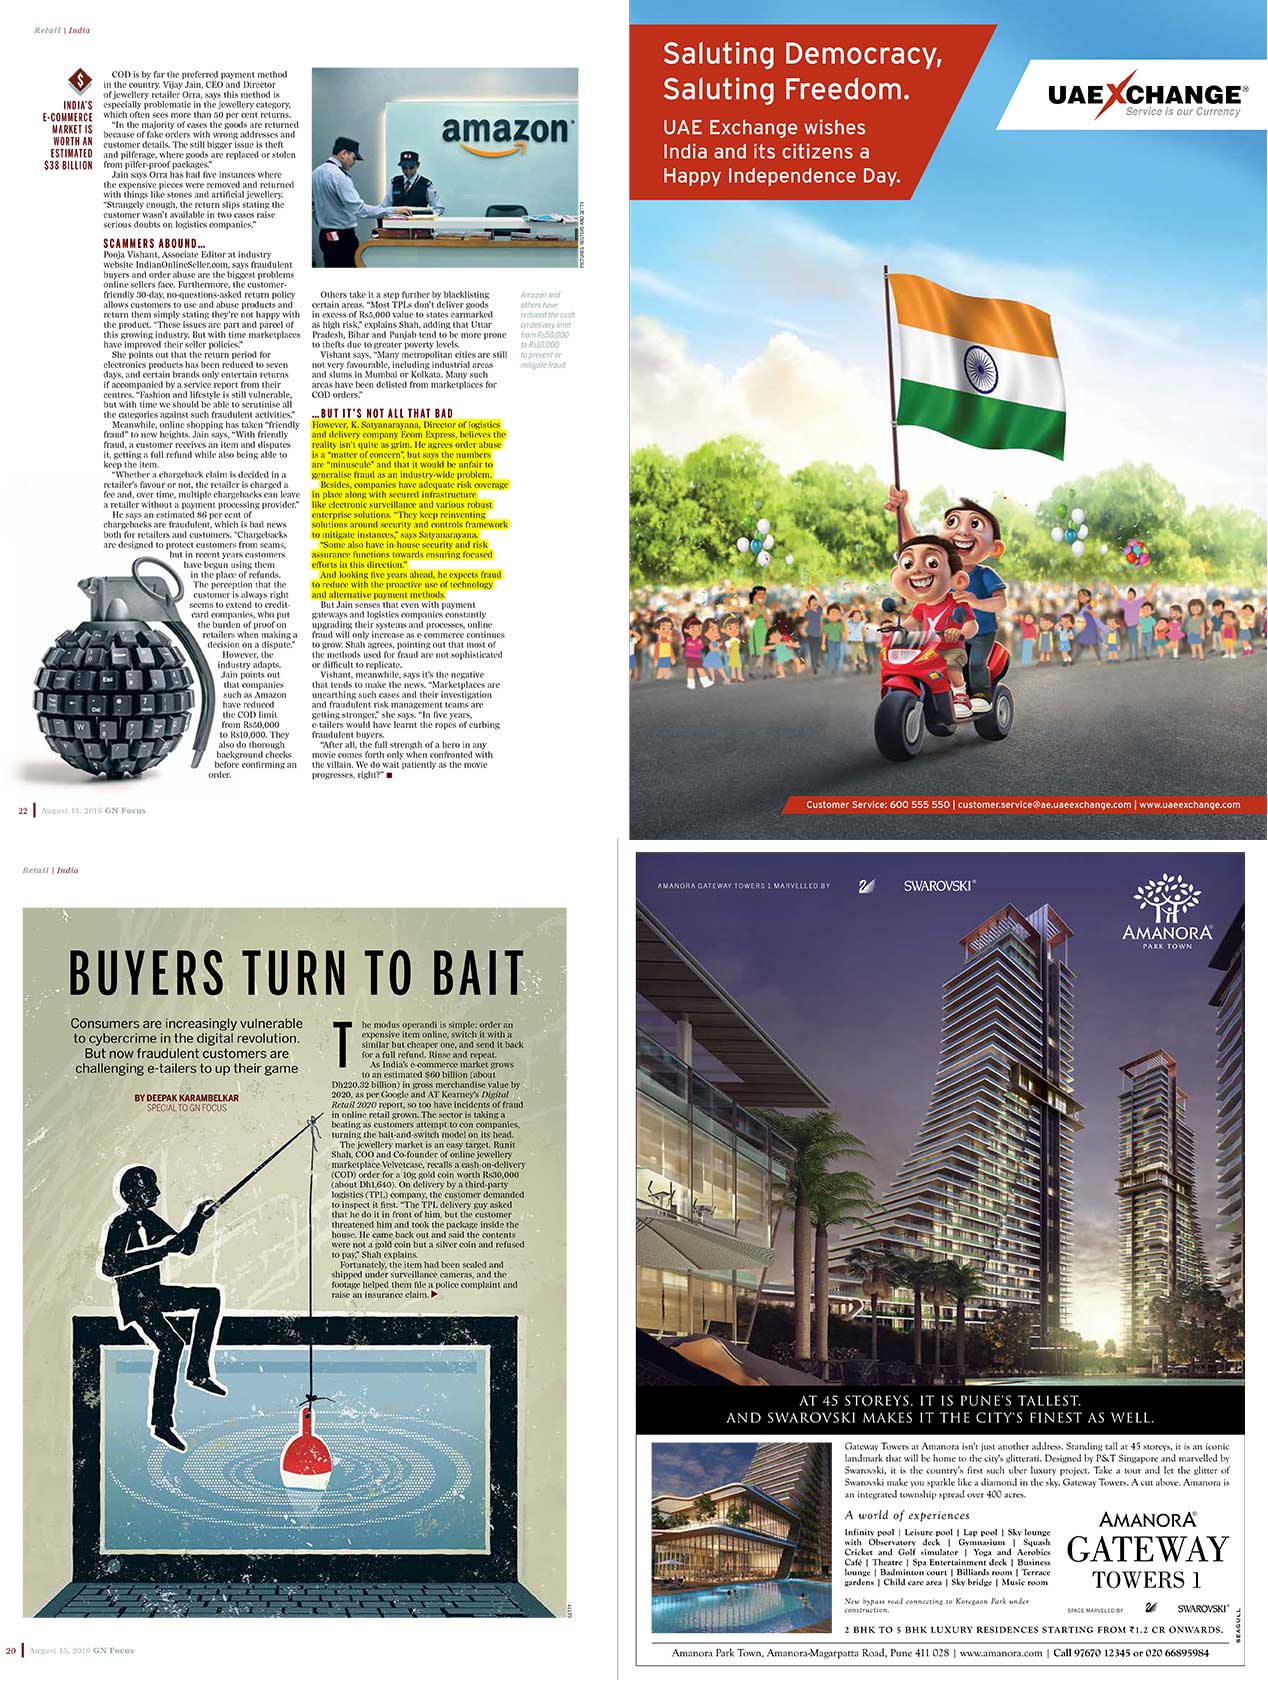 Retail | India
$
INDIA'S
E-COMMERCE
MARKET IS
WORTH AN
ESTIMATED
$38 BILLION
COD is by far the preferred payment method
in the country. Vijay Jain, CEO and Director
of jewellery retailer Orra, says this method is
especially problematic in the jewellery category,
which often sees more than 50 per cent returns.
"In the majority of cases the goods are returned
because of fake orders with wrong addresses and
customer details. The still bigger issue is theft
and pilferage, where goods are replaced or stolen
from pilfer-proof packages."
Jain says Orra has had five instances where
the expensive pieces were removed and returned
with things like stones and artificial jewellery.
"Strangely enough, the return slips stating the
customer wasn't available in two cases raise
serious doubts on logistics companies."
SCAMMERS ABOUND...
Pooja Vishant, Associate Editor at industry
website IndianOnlineSeller.com, says fraudulent
buyers and order abuse are the biggest problems
online sellers face. Furthermore, the customer-
friendly 30-day, no-questions-asked return policy
allows customers to use and abuse products and
return them simply stating they're not happy with
the product. "These issues are part and parcel of
this growing industry. But with time marketplaces
have improved their seller policies."
She points out that the return period for
electronics products has been reduced to seven
days, and certain brands only entertain returns
if accompanied by a service report from their
centres. "Fashion and lifestyle is still vulnerable,
but with time we should be able to scrutinise all
the categories against such fraudulent activities."
Meanwhile, online shopping has taken "friendly
fraud" to new heights. Jain says, "With friendly
fraud, a customer receives an item and disputes
it, getting a full refund while also being able to
keep the item.
"Whether a chargeback claim is decided in a
retailer's favour or not, the retailer is charged a
fee and, over time, multiple chargebacks can leave
a retailer without a payment processing provider."
He says an estimated 86 per cent of
chargebacks are fraudulent, which is bad news
both for retailers and customers. "Chargebacks
are designed to protect customers from scams,
but in recent years customers
have begun using them
in the place of refunds.
The perception that the
customer is always right
seems to extend to credit-
card companies, who put
the burden of proof on
retailers when making a
decision on a dispute."
However, the
industry adapts.
Jain points out
that companies
such as Amazon
have reduced
the COD limit
from Rs50,000
to Rs10,000. They
also do thorough
background checks
before confirming an
order.
amazon
PICTURES: REUTERS AND GETTY
Others take it a step further by blacklisting
certain areas. "Most TPLs don't deliver goods
in excess of Rs5,000 value to states earmarked
as high risk," explains Shah, adding that Uttar
Pradesh, Bihar and Punjab tend to be more prone
to thefts due to greater poverty levels.
Vishant says, "Many metropolitan cities are still
not very favourable, including industrial areas
and slums in Mumbai or Kolkata. Many such
areas have been delisted from marketplaces for
COD orders."
Amazon and
others have
reduced the cash
on delivery limit
from Rs50,000
to Rs10,000
to prevent or
mitigate fraud
...BUT IT'S NOT ALL THAT BAD
However, K. Satyanarayana, Director of logistics
and delivery company Ecom Express, believes the
reality isn't quite as grim. He agrees order abuse
is a "matter of concern", but says the numbers
are "minuscule" and that it would be unfair to
generalise fraud as an industry-wide problem.
Besides, companies have adequate risk coverage
in place along with secured infrastructure
like electronic surveillance and various robust
enterprise solutions. "They keep reinventing
solutions around security and controls framework
to mitigate instances," says Satyanarayana.
"Some also have in-house security and risk
assurance functions towards ensuring focused
efforts in this direction."
And looking five years ahead, he expects fraud
to reduce with the proactive use of technology
and alternative payment methods.
But Jain senses that even with payment
gateways and logistics companies constantly
upgrading their systems and processes, online
fraud will only increase as e-commerce continues
to grow. Shah agrees, pointing out that most of
the methods used for fraud are not sophisticated
or difficult to replicate.
Vishant, meanwhile, says it's the negative
that tends to make the news. "Marketplaces are
unearthing such cases and their investigation
and fraudulent risk management teams are
getting stronger," she says. "In five years,
e-tailers would have learnt the ropes of curbing
fraudulent buyers.
"After all, the full strength of a hero in any
movie comes forth only when confronted with
the villain. We do wait patiently as the movie
progresses, right?"
22 | August 15, 2016 GN Focus
Saluting Democracy,
Saluting Freedom.
UAE Exchange wishes
India and its citizens a
Happy Independence Day.
UAEXCHANGE®
Service is our Currency
Customer Service: 600 555 550 | customer.service@ae.uaeexchange.com | www.uaeexchange.com
Retail | India
BUYERS TURN TO BAIT
Consumers are increasingly vulnerable
to cybercrime in the digital revolution.
But now fraudulent customers are
challenging e-tailers to up their game
BY DEEPAK KARAMBELKAR
SPECIAL TO GN FOCUS
The modus operandi is simple: order an
expensive item online, switch it with a
similar but cheaper one, and send it back
for a full refund. Rinse and repeat.
As India's e-commerce market grows
to an estimated $60 billion (about
Dh220.32 billion) in gross merchandise value by
2020, as per Google and AT Kearney's Digital
Retail 2020 report, so too have incidents of fraud
in online retail grown. The sector is taking a
beating as customers attempt to con companies,
turning the bait-and-switch model on its head.
The jewellery market is an easy target. Runit
Shah, COO and Co-founder of online jewellery
marketplace Velvetcase, recalls a cash-on-delivery
(COD) order for a 10g gold coin worth Rs30,000
(about Dh1,640). On delivery by a third-party
logistics (TPL) company, the customer demanded
to inspect it first. "The TPL delivery guy asked
that he do it in front of him, but the customer
threatened him and took the package inside the
house. He came back out and said the contents
were not a gold coin but a silver coin and refused
to pay," Shah explains.
Fortunately, the item had been sealed and
shipped under surveillance cameras, and the
footage helped them file a police complaint and
raise an insurance claim.
GETTY
20 | August 15, 2016 GN Focus
AMANORA GATEWAY TOWERS 1 MARVELLED BY SWAROVSKI®
AMANORA®
PARK TOWN
AT 45 STOREYS, IT IS PUNE'S TALLEST.
AND SWAROVSKI MAKES IT THE CITY'S FINEST AS WELL.
Gateway Towers at Amanora isn't just another address. Standing tall at 45 storeys, it is an iconic
landmark that will be home to the city's glitterati. Designed by P&T Singapore and marvelled by
Swarovski, it is the country's first such uber luxury project. Take a tour and let the glitter of
Swarovski make you sparkle like a diamond in the sky. Gateway Towers. A cut above. Amanora is
an integrated township spread over 400 acres.
A world of experiences
Infinity pool | Leisure pool | Lap pool | Sky lounge
with Observatory deck | Gymnasium | Squash
Cricket and Golf simulator | Yoga and Aerobics
Café | Theatre | Spa Entertainment deck | Business
lounge | Badminton court | Billiards room | Terrace
gardens | Child care area | Sky bridge | Music room
New bypass road connecting to Koregaon Park under
construction.
AMANORA®
GATEWAY
TOWERS 1
SPACE MARVELED BY SWAROVSKI®
SEAGULL
2 BHK TO 5 BHK LUXURY RESIDENCES STARTING FROM ₹1.2 CR ONWARDS.
Amanora Park Town, Amanora-Magarpatta Road, Pune 411 028 | www.amanora.com | Call 97670 12345 or 020 66895984